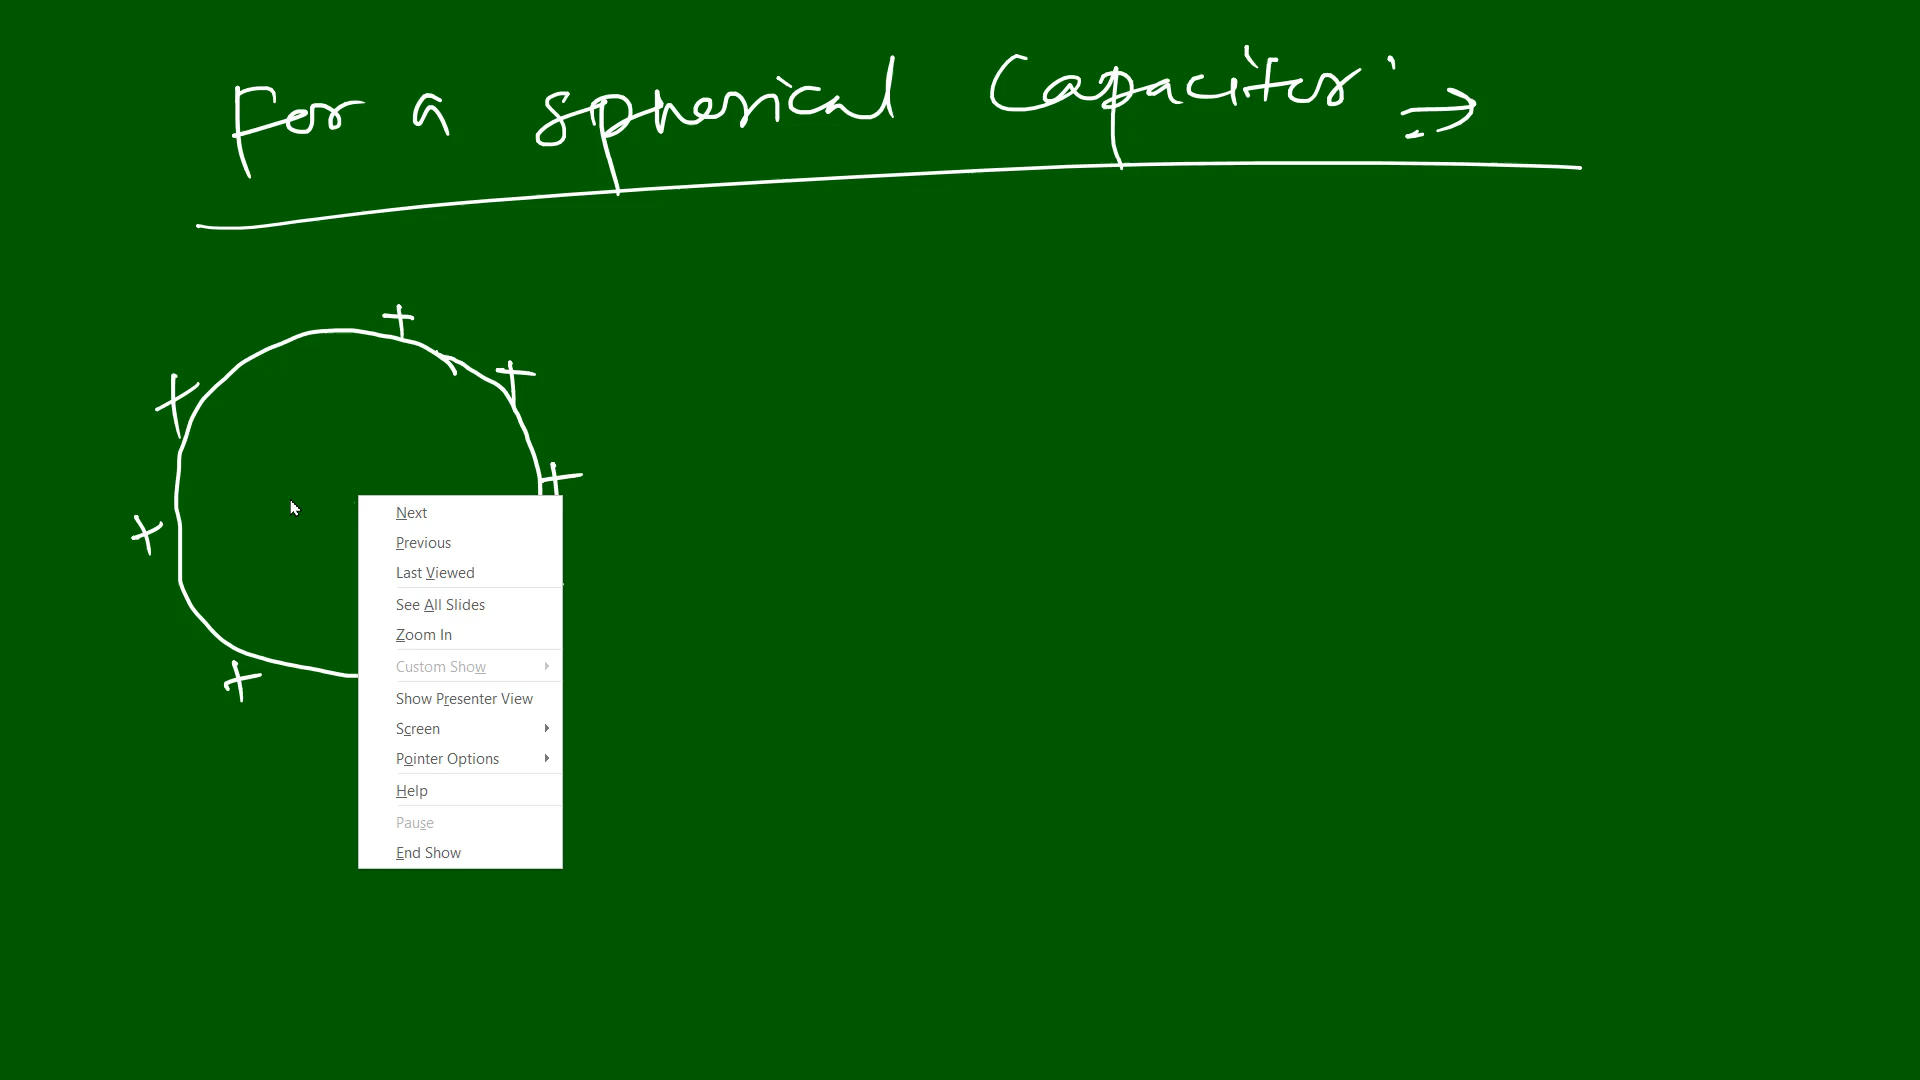 For a spherical Capacitor :⇒
+
+
+
+
+
+
Next
Previous
Last Viewed
See All Slides
Zoom In
Custom Show
Show Presenter View
Screen
Pointer Options
Help
Pause
End Show